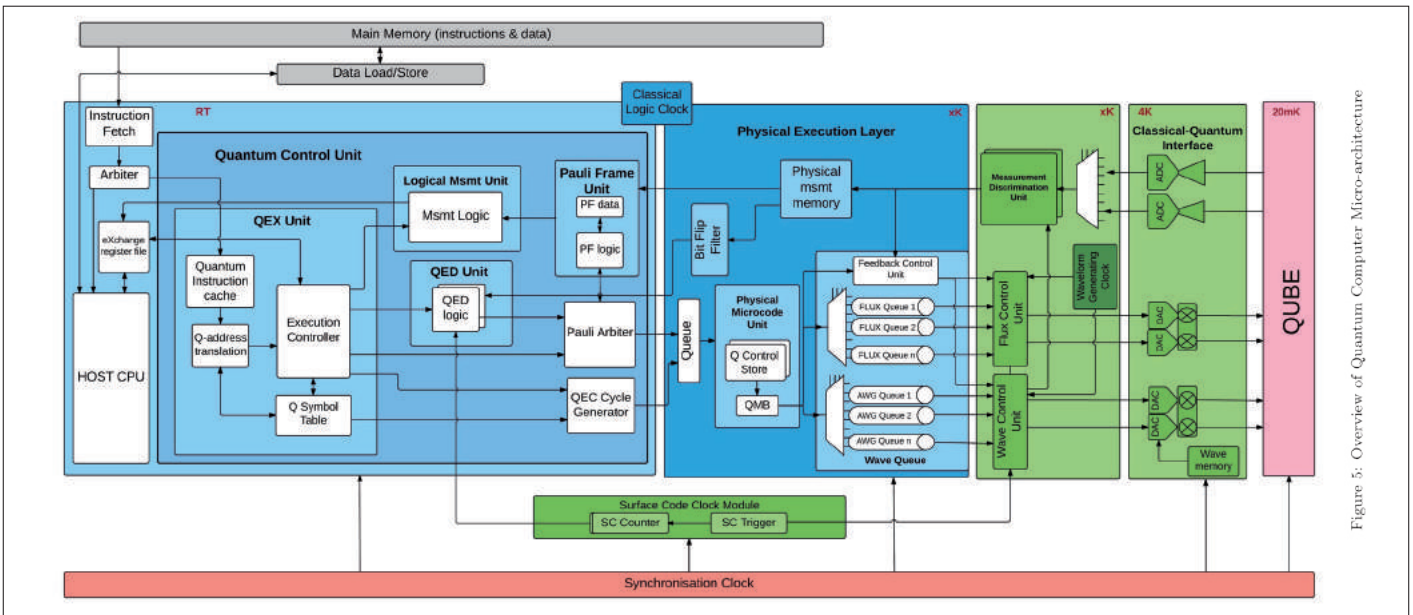 Main Memory (instructions & data)
Data Load/Store
RT
Classical
Logic Clock
Instruction
Fetch
Arbiter
eXchange
register file
HOST CPU
Quantum Control Unit
QEX Unit
Quantum
Instruction
cache
Q-address
translation
Execution
Controller
Q Symbol
Table
Logical Msmt Unit
Msmt Logic
QED Unit
QED
logic
Pauli Frame
Unit
PF data
PF logic
Pauli Arbiter
QEC Cycle
Generator
Physical Execution Layer
xK
Physical
msmt
memory
Bit Flip
Filter
Queue
Physical
Microcode
Unit
Q Control
Store
QMB
Feedback Control
Unit
FLUX Queue 1
FLUX Queue 2
FLUX Queue n
AWG Queue 1
AWG Queue 2
AWG Queue n
Wave Queue
xK
Measurement
Discrimination
Unit
Waveform
Generating
Clock
Flux Control
Unit
Wave Control
Unit
4K
Classical-Quantum
Interface
ADC
ADC
DAC
DAC
DAC
DAC
Wave
memory
20mK
QUBE
Surface Code Clock Module
SC Counter
SC Trigger
Synchronisation Clock
Figure 5: Overview of Quantum Computer Micro-architecture